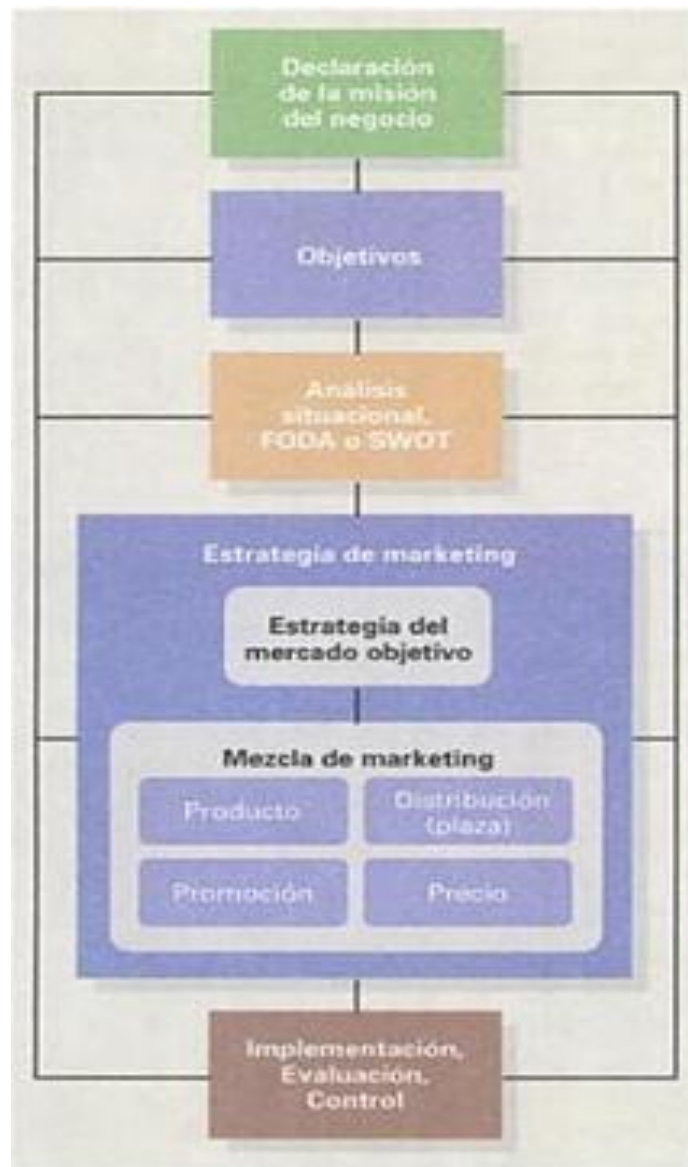 Declaración
de la misión
del negocio
Objetivos
Análisis
situacional,
FODA o SWOT
Estrategia de marketing
Estrategia del
mercado objetivo
Mezcla de marketing
Producto
Distribución
(plaza)
Promoción
Precio
Implementación,
Evaluación,
Control